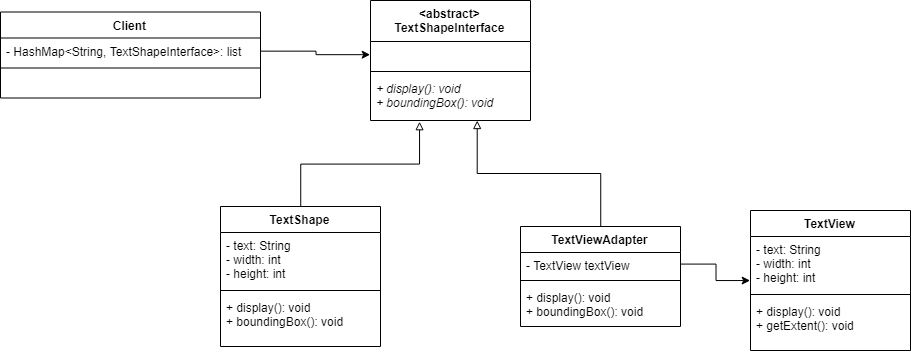 Client
- HashMap<String, TextShapeInterface>: list
<abstract>
TextShapeInterface
+ display(): void
+ boundingBox(): void
TextShape
- text: String
- width: int
- height: int
+ display(): void
+ boundingBox(): void
TextViewAdapter
- TextView textView
+ display(): void
+ boundingBox(): void
TextView
- text: String
- width: int
- height: int
+ display(): void
+ getExtent(): void